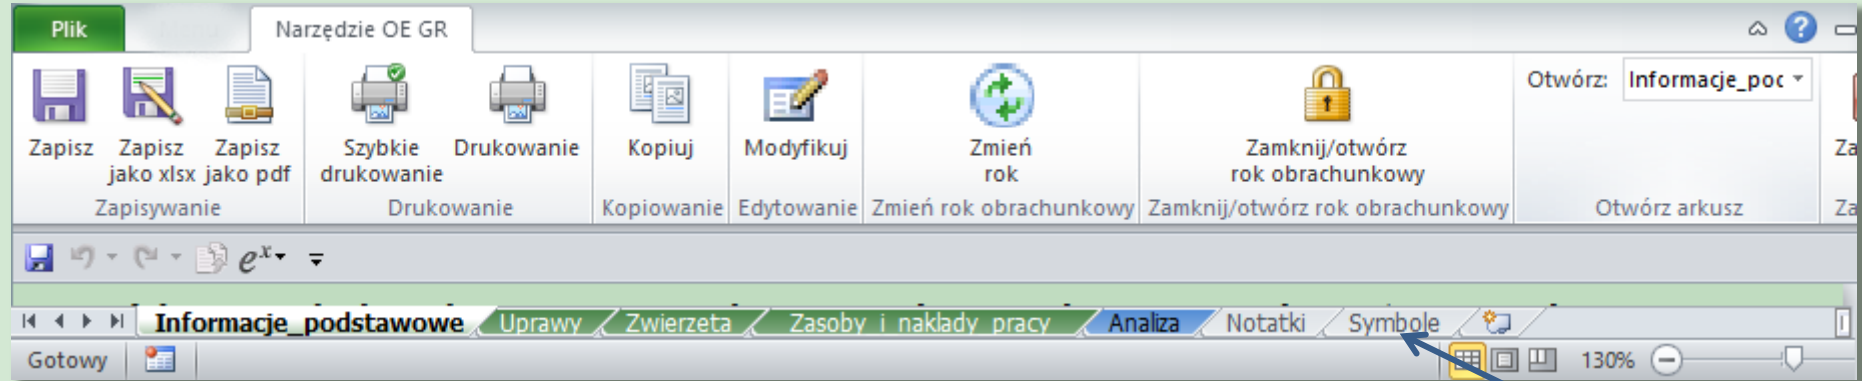 Plik Narzędzie OE GR
Otwórz: Informacje_poc
Zapisz Zapisz Zapisz Szybkie Drukowanie Kopiuj Modyfikuj Zmień Zamknij/otwórz Za
jako xlsx jako pdf drukowanie rok rok obrachunkowy
Zapisywanie Drukowanie Kopiowanie Edytowanie Zmień rok obrachunkowy Zamknij/otwórz rok obrachunkowy Otwórz arkusz Za
Informacje_podstawowe Uprawy Zwierzeta Zasoby i naklady pracy Analiza Notatki Symbole
Gotowy 130%